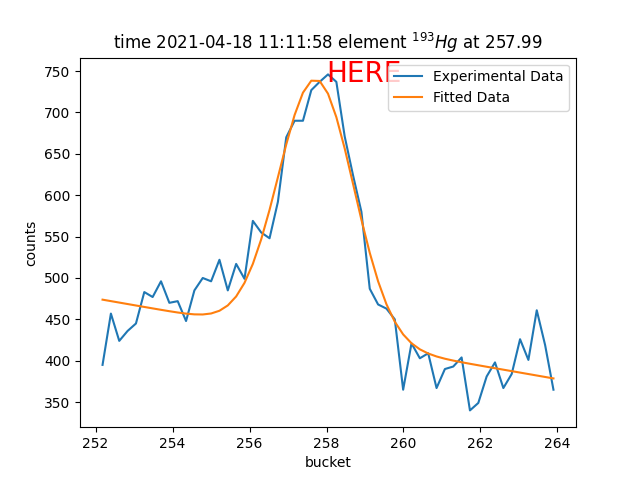 time 2021-04-18 11:11:58 element ¹⁹³Hg at 257.99
HERE
Experimental Data
Fitted Data
750
700
650
600
550
500
450
400
350
counts
252
254
256
258
260
262
264
bucket